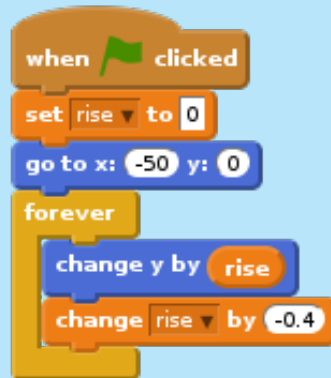 when clicked
set rise to 0
go to x: -50 y: 0
forever
change y by rise
change rise by -0.4